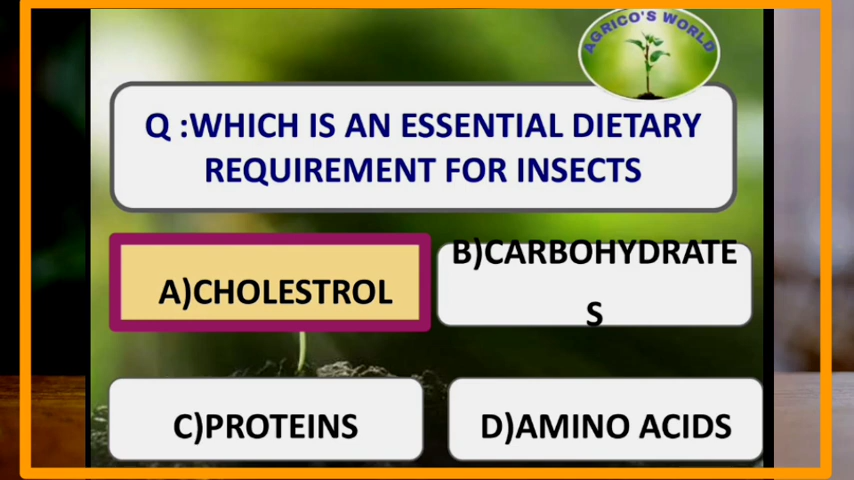 AGRICO'S WORLD
Q :WHICH IS AN ESSENTIAL DIETARY
REQUIREMENT FOR INSECTS
A)CHOLESTROL
B)CARBOHYDRATE
S
C)PROTEINS
D)AMINO ACIDS